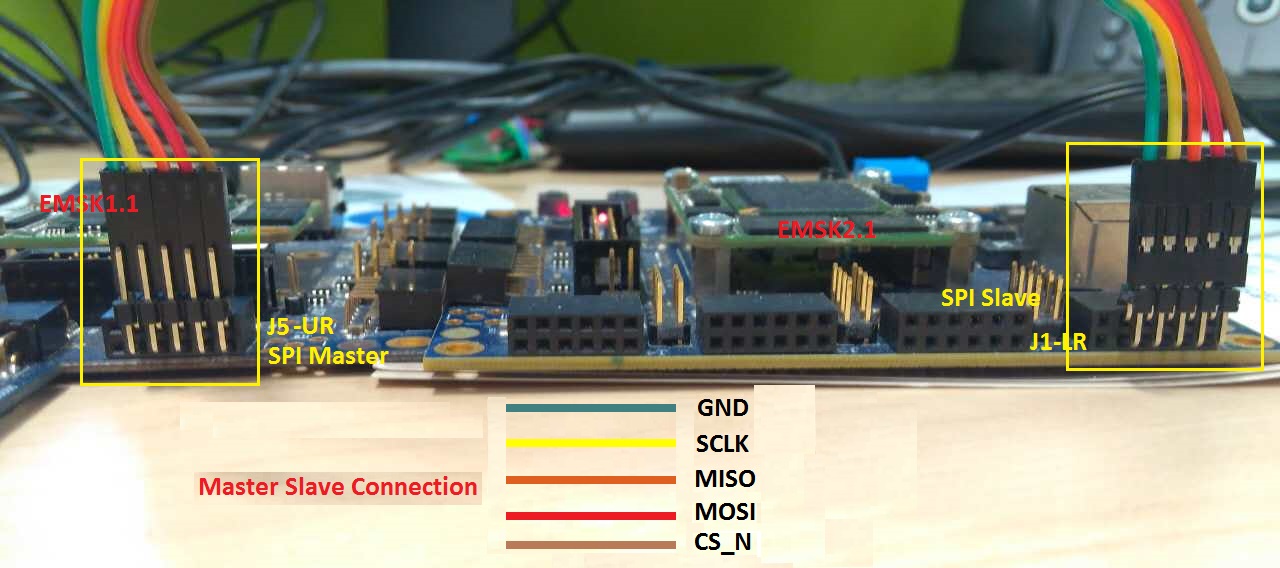 EMSK1.1
EMSK2.1
SPI Slave
J5-UR
SPI Master
J1-LR
GND
SCLK
Master Slave Connection
MISO
MOSI
CS_N